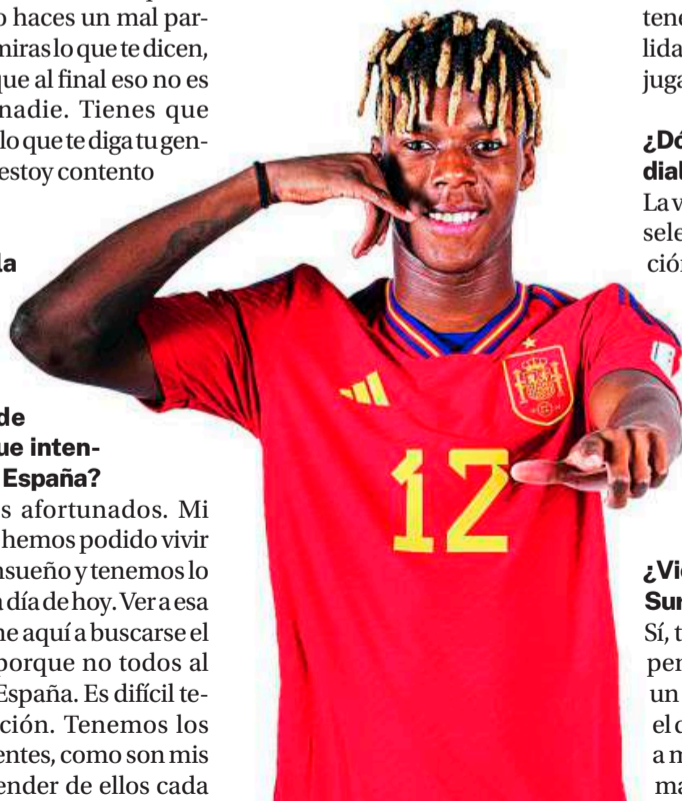 o haces un mal par-
miras lo que te dicen,
que al final eso no es
nadie. Tienes que
lo que te diga tu gen-
estoy contento
la
de
ue inten-
España?
s afortunados. Mi
hemos podido vivir
nsueño y tenemos lo
a día de hoy. Ver a esa
ne aquí a buscarse el
porque no todos al
España. Es difícil te-
ción. Tenemos los
entes, como son mis
ender de ellos cada
12
tene
lida
juga
¿Dó
dial
La v
sele
ción
¿Vie
Sur
Sí, t
per
un
el c
a m
ma